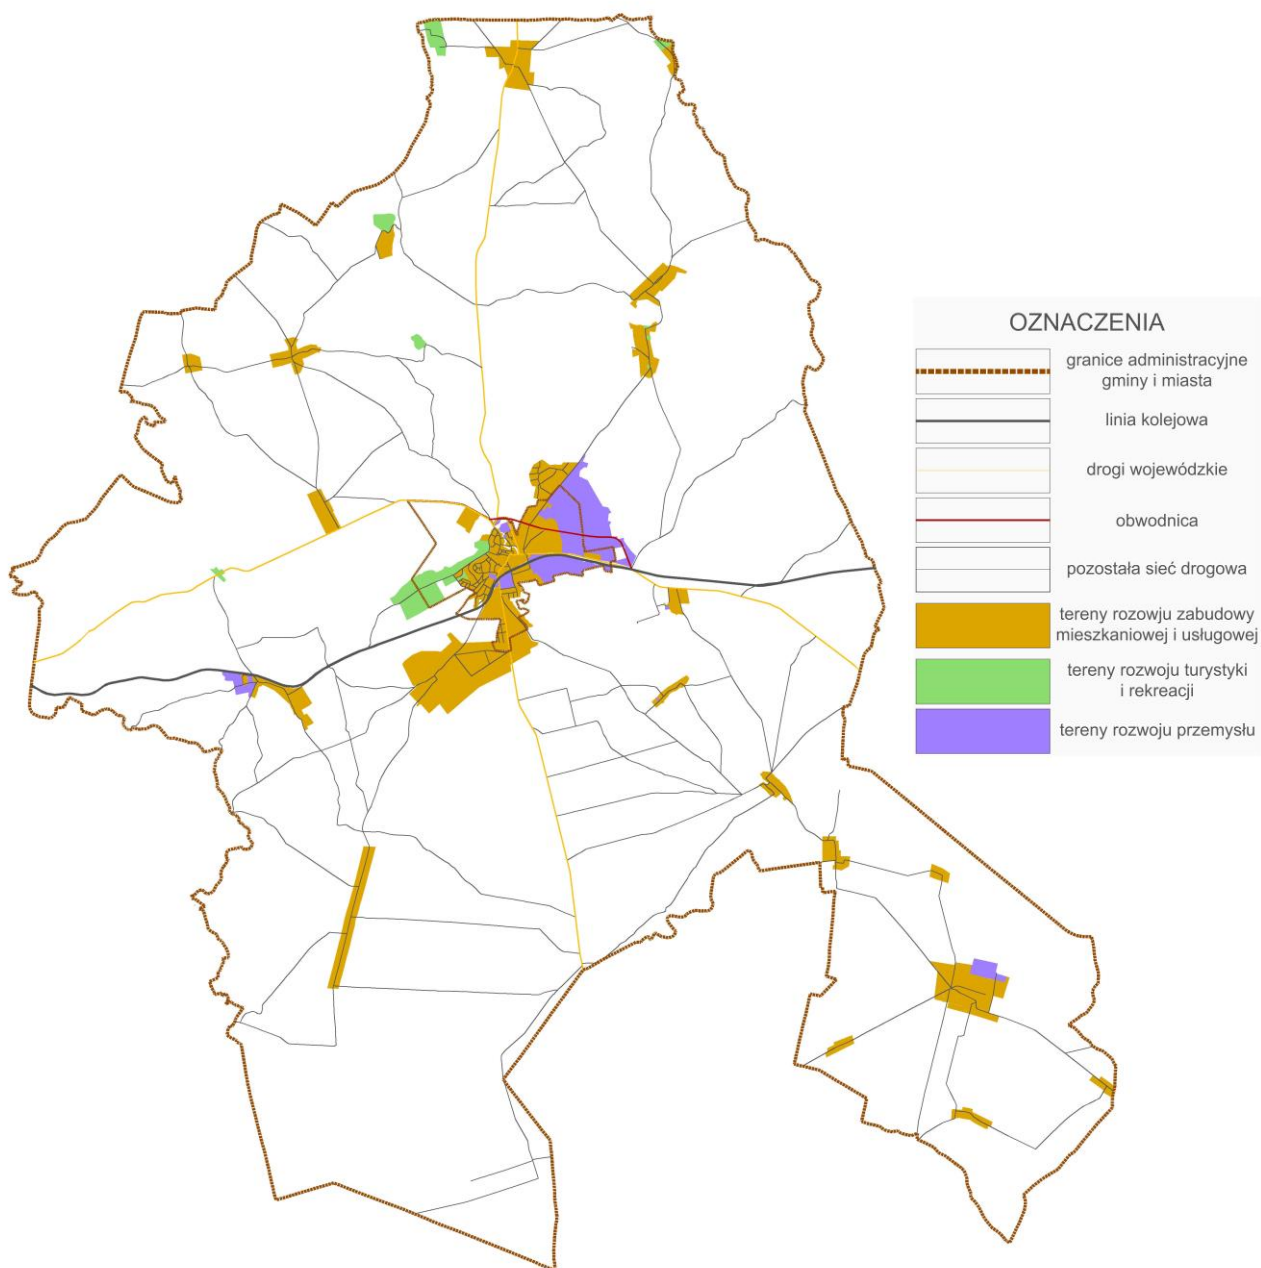 OZNACZENIA
granice administracyjne
gminy i miasta
linia kolejowa
drogi wojewódzkie
obwodnica
pozostała sieć drogowa
tereny rozowju zabudowy
mieszkaniowej i usługowej
tereny rozwoju turystyki
i rekreacji
tereny rozwoju przemysłu